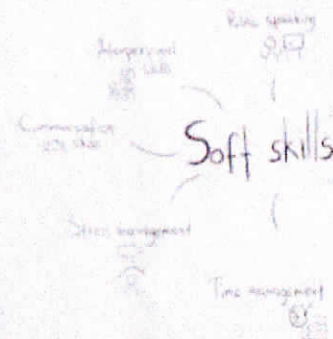 Public speaking
Interpersonal
skills
Communication
skills
Soft skills
Stress management
Time management